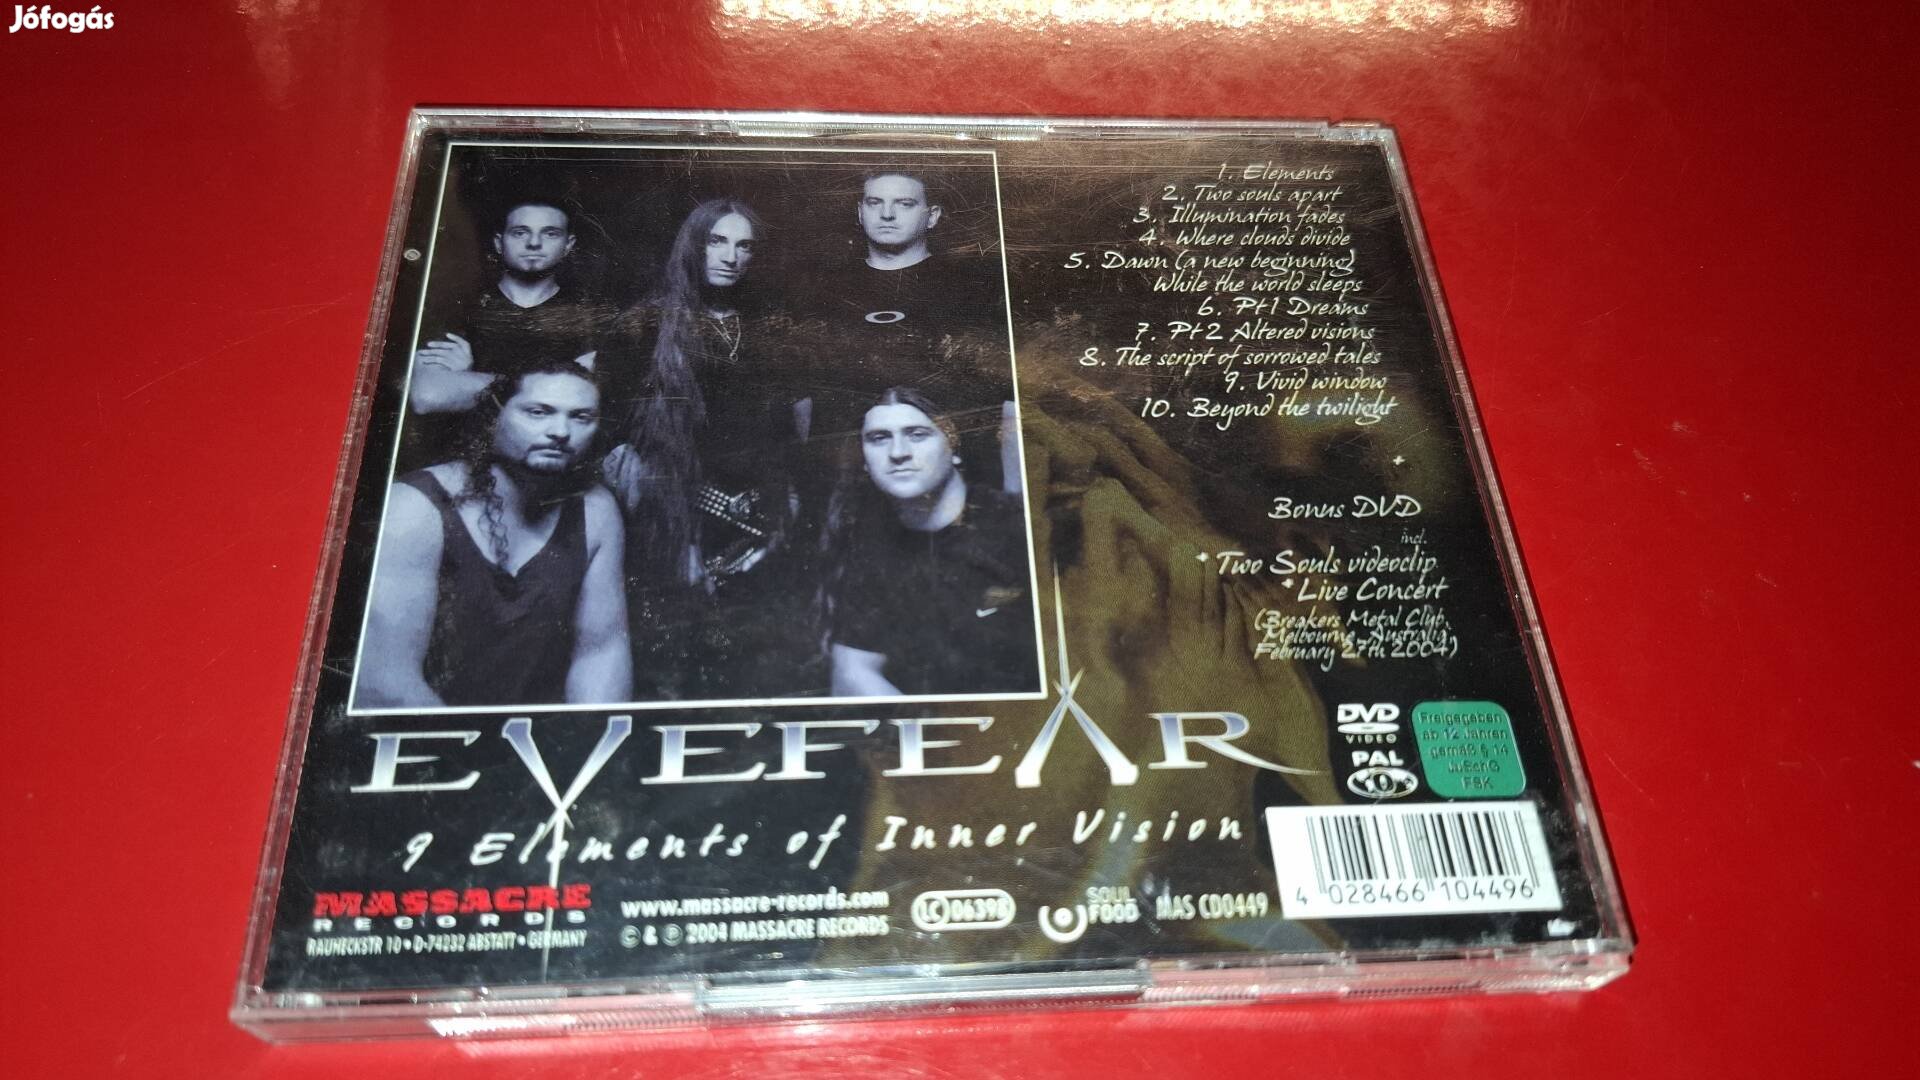 Jófogás
1. Elements
2. Two souls apart
3. Illumination fades
4. Where clouds divide
5. Dawn (a new beginning)
While the world sleeps
6. Pt1 Dreams
7. Pt2 Altered visions
8. The script of sorrowed tales
9. Vivid window
10. Beyond the twilight
+
Bonus DVD
incl.
* Two Souls videoclip
* Live Concert
(Breakers Metal Club,
Melbourne, Australia,
February 27th 2004)
EVEFEAR
9 Elements of Inner Vision
DVD
VIDEO
PAL
0
Freigegeben
ab 12 Jahren
gemäß § 14
JuSchG
FSK
MASSACRE
RECORDS
RAUHECKSTR 10 • D-74232 ABSTATT • GERMANY
www.massacre-records.com
© & ℗ 2004 MASSACRE RECORDS
LC 06398
SOUL
FOOD
MAS CD0449
4 028466 104496